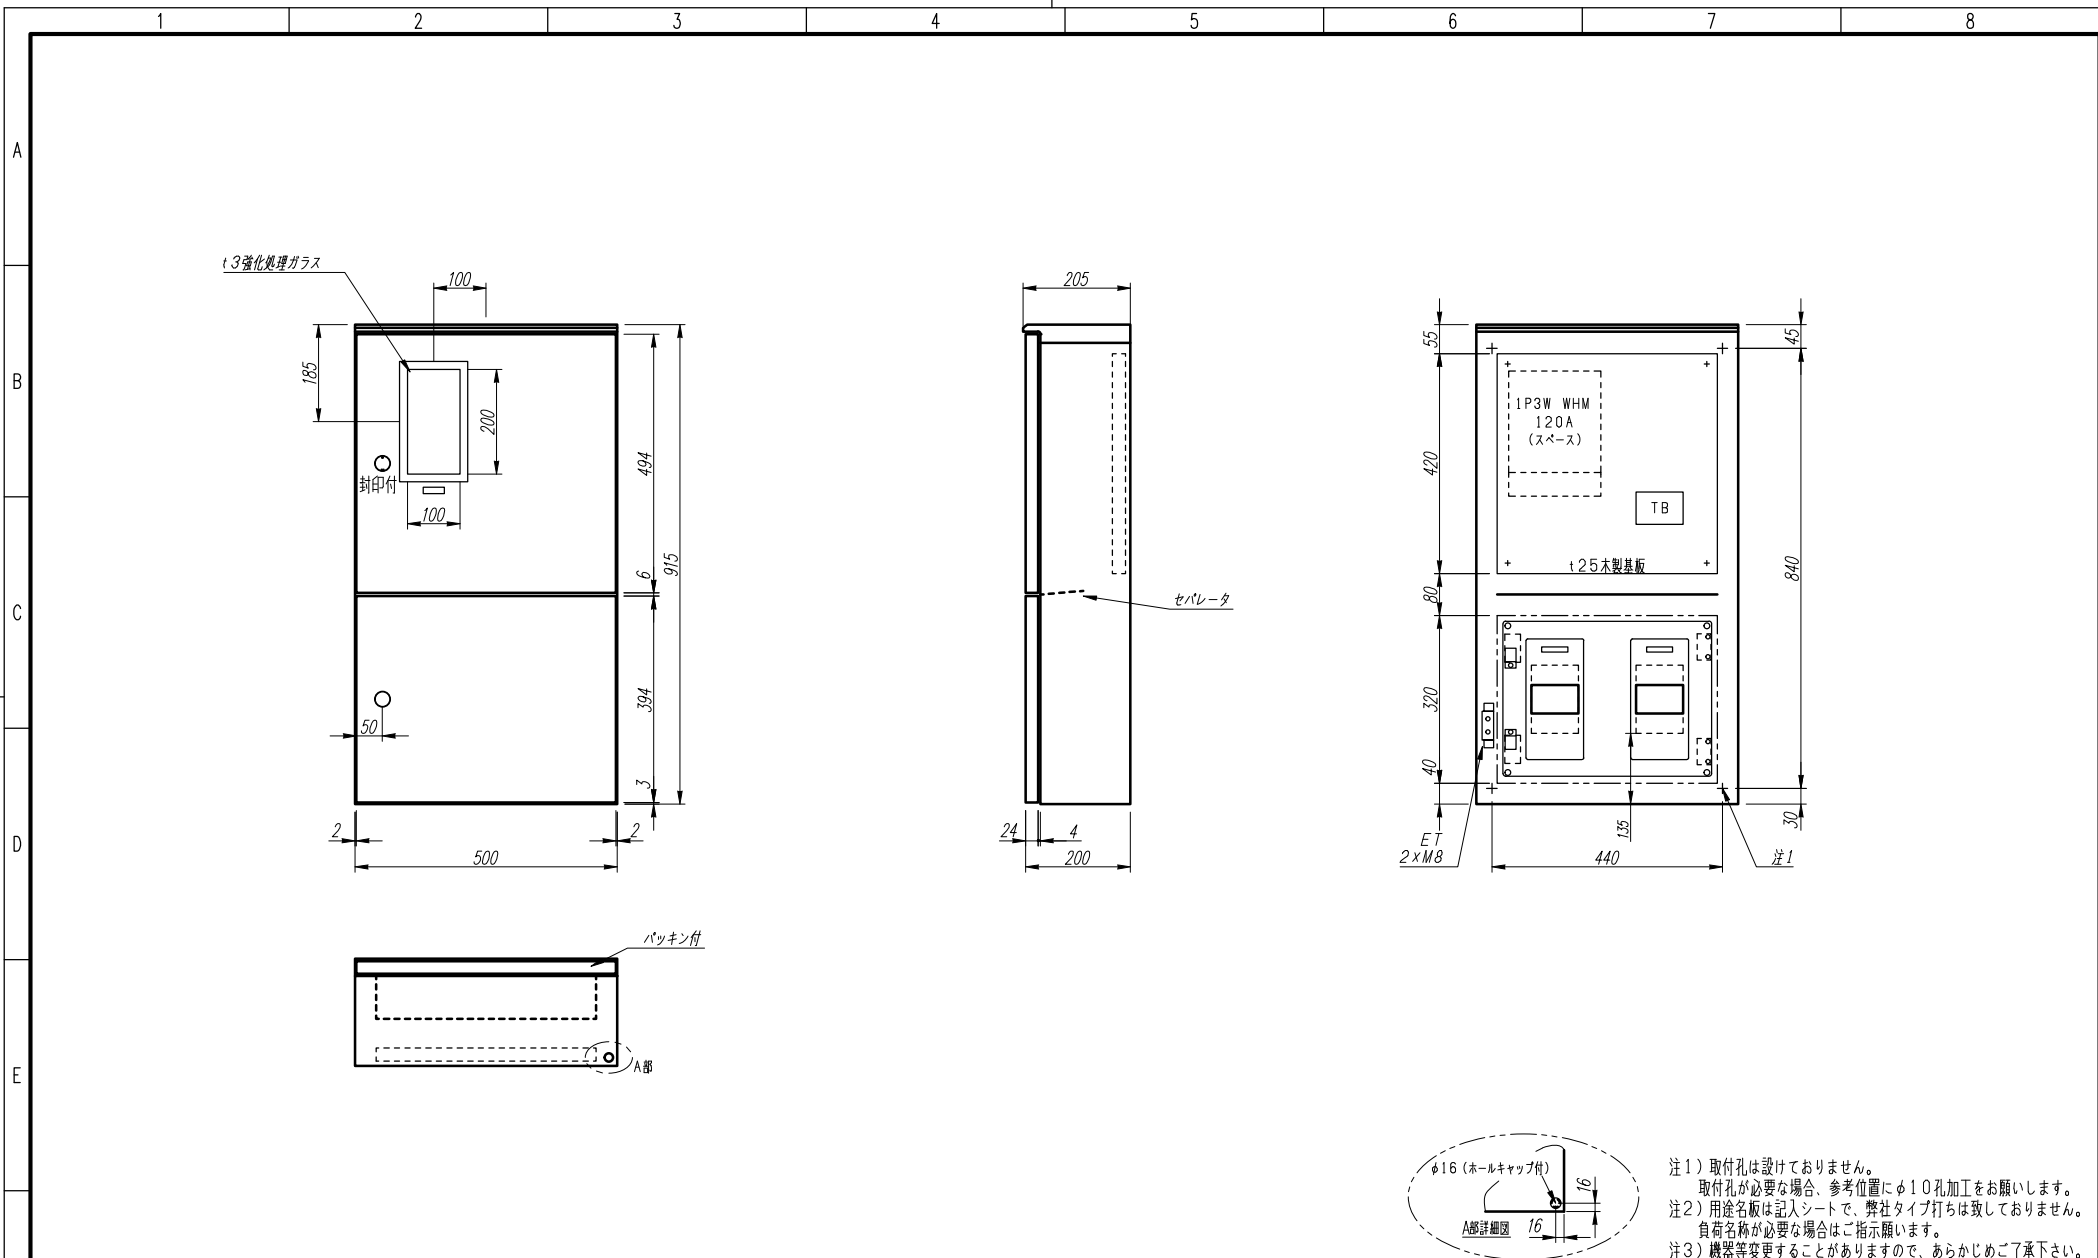 1 2 3 4 5 6 7 8
A
B
C
D
E
t3強化処理ガラス
100
185
200
封印付
100
494
6
915
394
3
50
2
2
500
205
セパレータ
24
4
200
55
45
1P3W WHM
120A
(スペース)
420
TB
t25木製基板
840
80
320
40
135
30
ET
2×M8
440
注1
パッキン付
A部
φ16(ホールキャップ付)
16
A部詳細図
16
注1)取付孔は設けておりません。
取付孔が必要な場合、参考位置にφ10孔加工をお願いします。
注2)用途名板は記入シートで、弊社タイプ打ちは致しておりません。
負荷名称が必要な場合はご指示願います。
注3)機器等変更することがありますので、あらかじめご了承下さい。